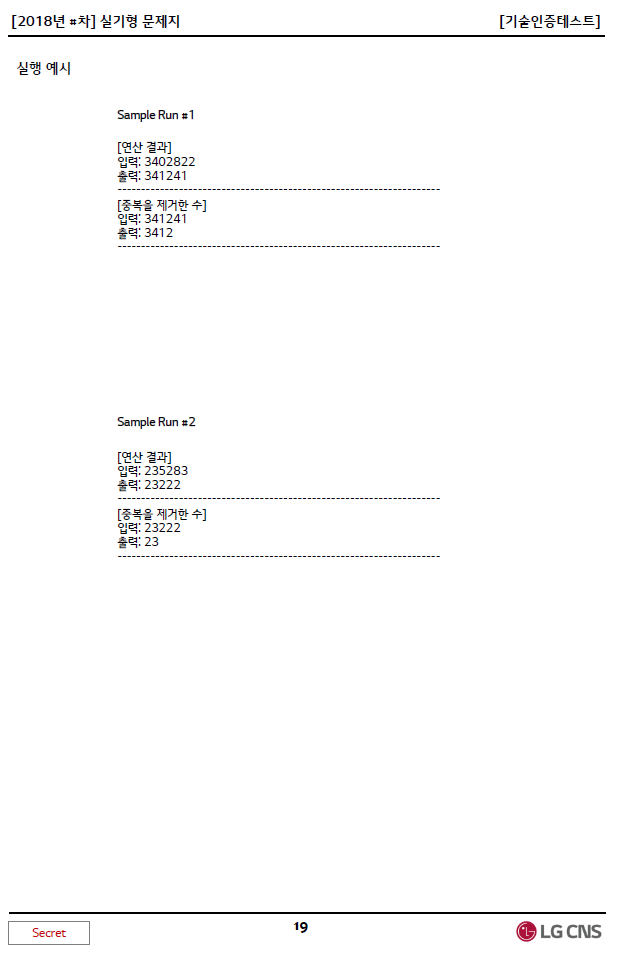 [2018년 #차] 실기형 문제지 [기술인증테스트]
실행 예시
Sample Run #1
[연산 결과]
입력: 3402822
출력: 341241
----------------------------------------------------------------------
[중복을 제거한 수]
입력: 341241
출력: 3412
----------------------------------------------------------------------
Sample Run #2
[연산 결과]
입력: 235283
출력: 23222
----------------------------------------------------------------------
[중복을 제거한 수]
입력: 23222
출력: 23
----------------------------------------------------------------------
Secret 19 LG CNS